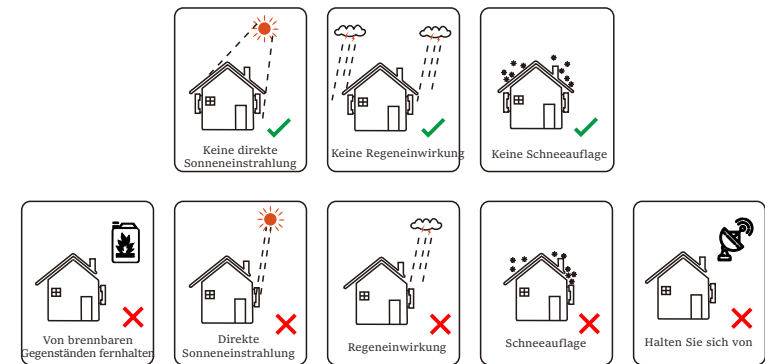 Keine direkte
Sonneneinstrahlung
Keine Regeneinwirkung
Keine Schneeauflage
Von brennbaren
Gegenständen fernhalten
Direkte
Sonneneinstrahlung
Regeneinwirkung
Schneeauflage
Halten Sie sich von